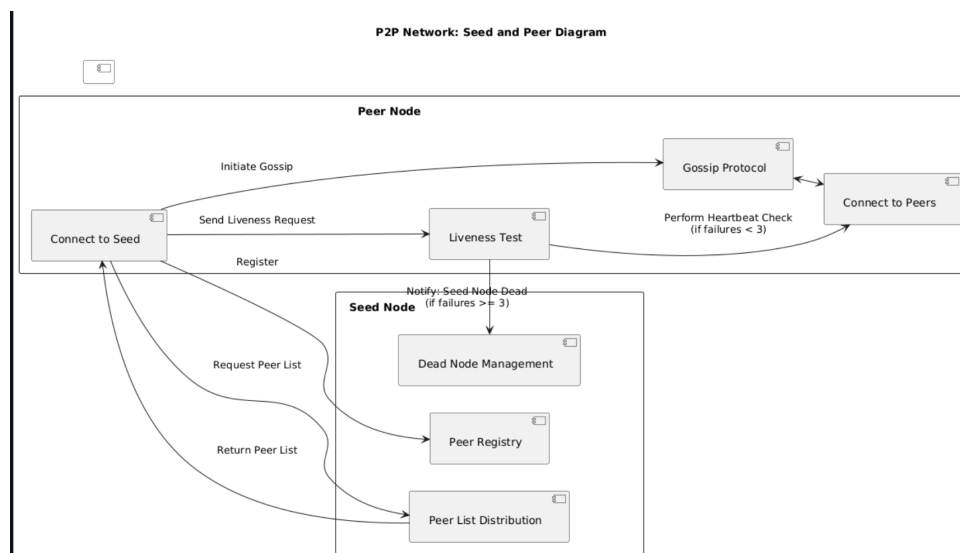 P2P Network: Seed and Peer Diagram
Peer Node
Initiate Gossip
Gossip Protocol
Connect to Peers
Send Liveness Request
Perform Heartbeat Check
(if failures < 3)
Connect to Seed
Liveness Test
Register
Notify: Seed Node Dead
(if failures >= 3)
Seed Node
Dead Node Management
Request Peer List
Peer Registry
Return Peer List
Peer List Distribution